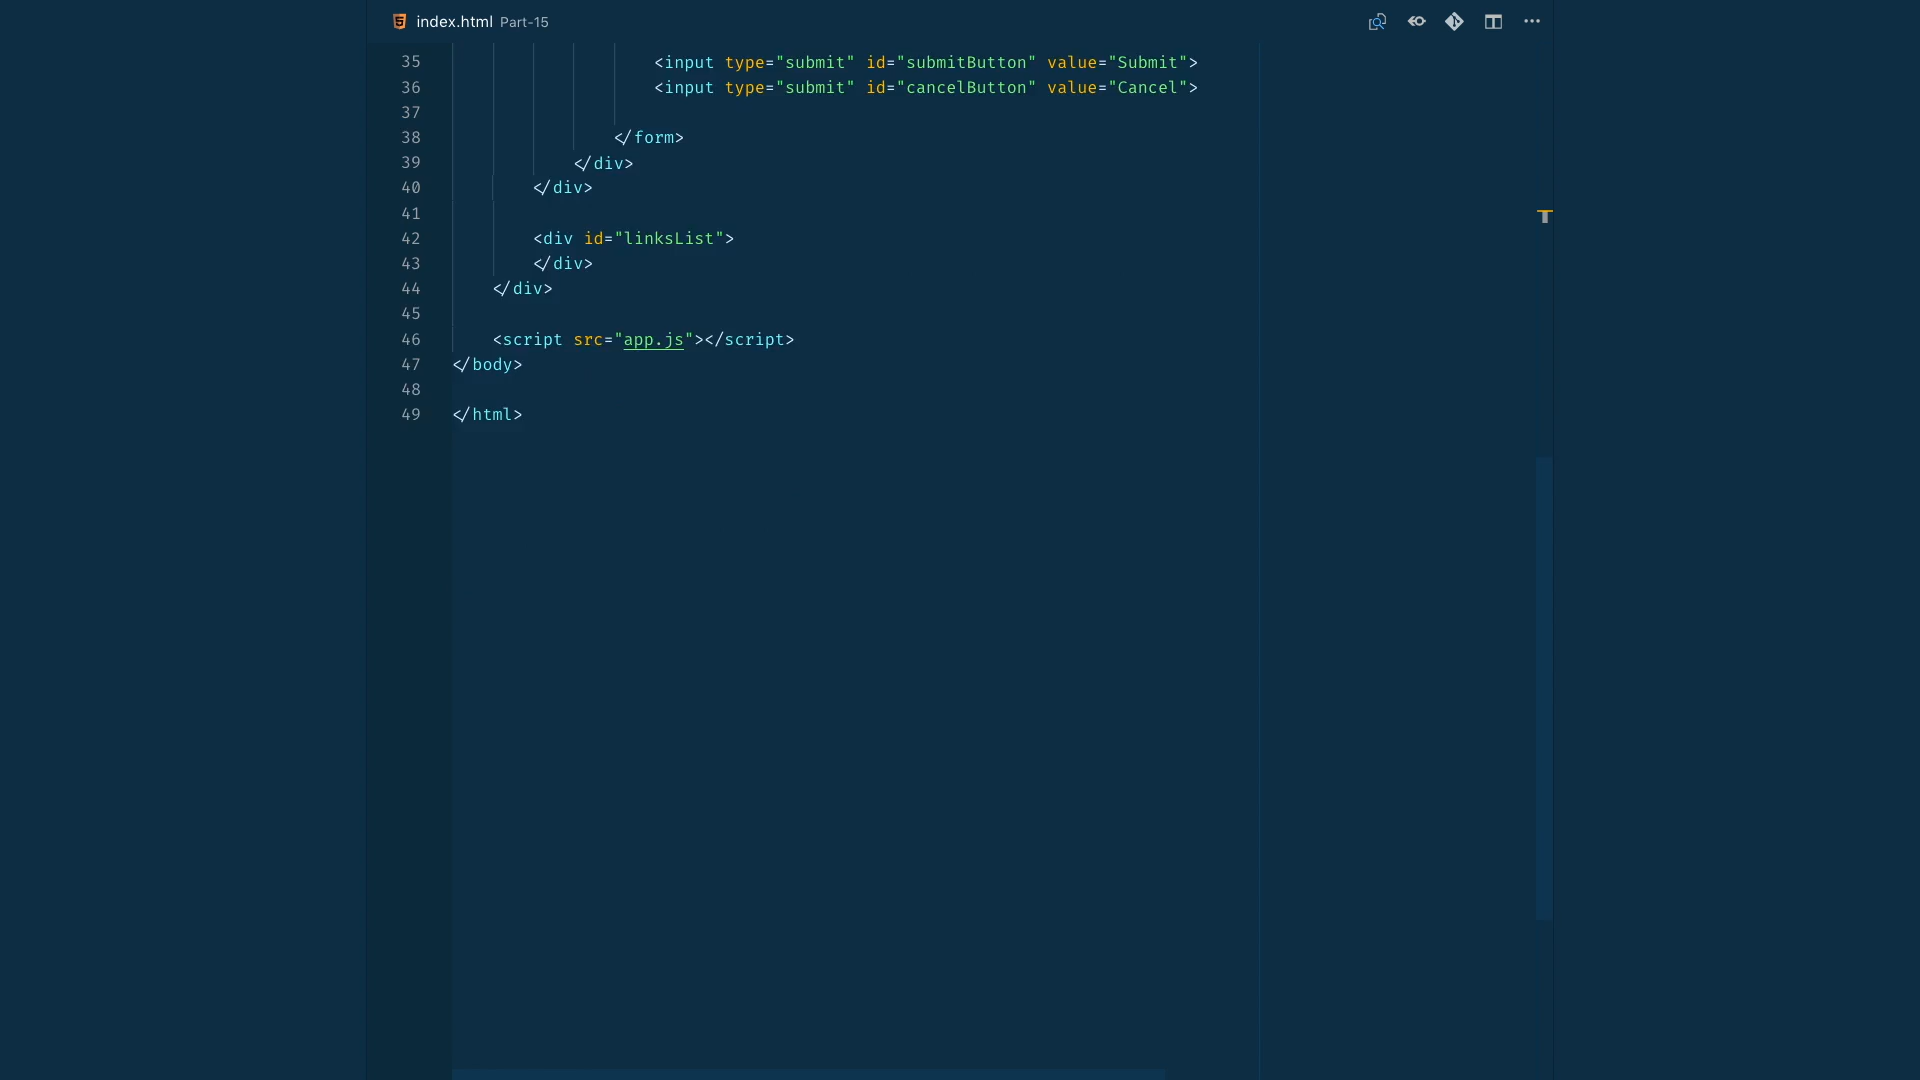 index.html Part-15
35 <input type="submit" id="submitButton" value="Submit">
36 <input type="submit" id="cancelButton" value="Cancel">
37
38 </form>
39 </div>
40 </div>
41
42 <div id="linksList">
43 </div>
44 </div>
45
46 <script src="app.js"></script>
47 </body>
48
49 </html>